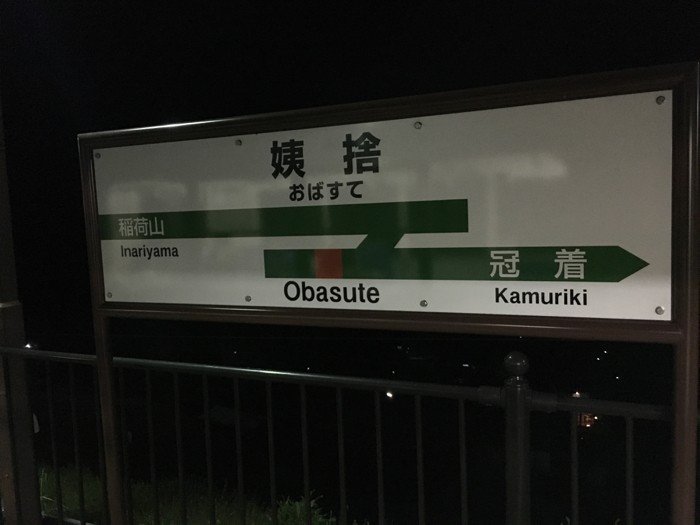 姨捨
おばすて
稲荷山
Inariyama
冠着
Obasute
Kamuriki